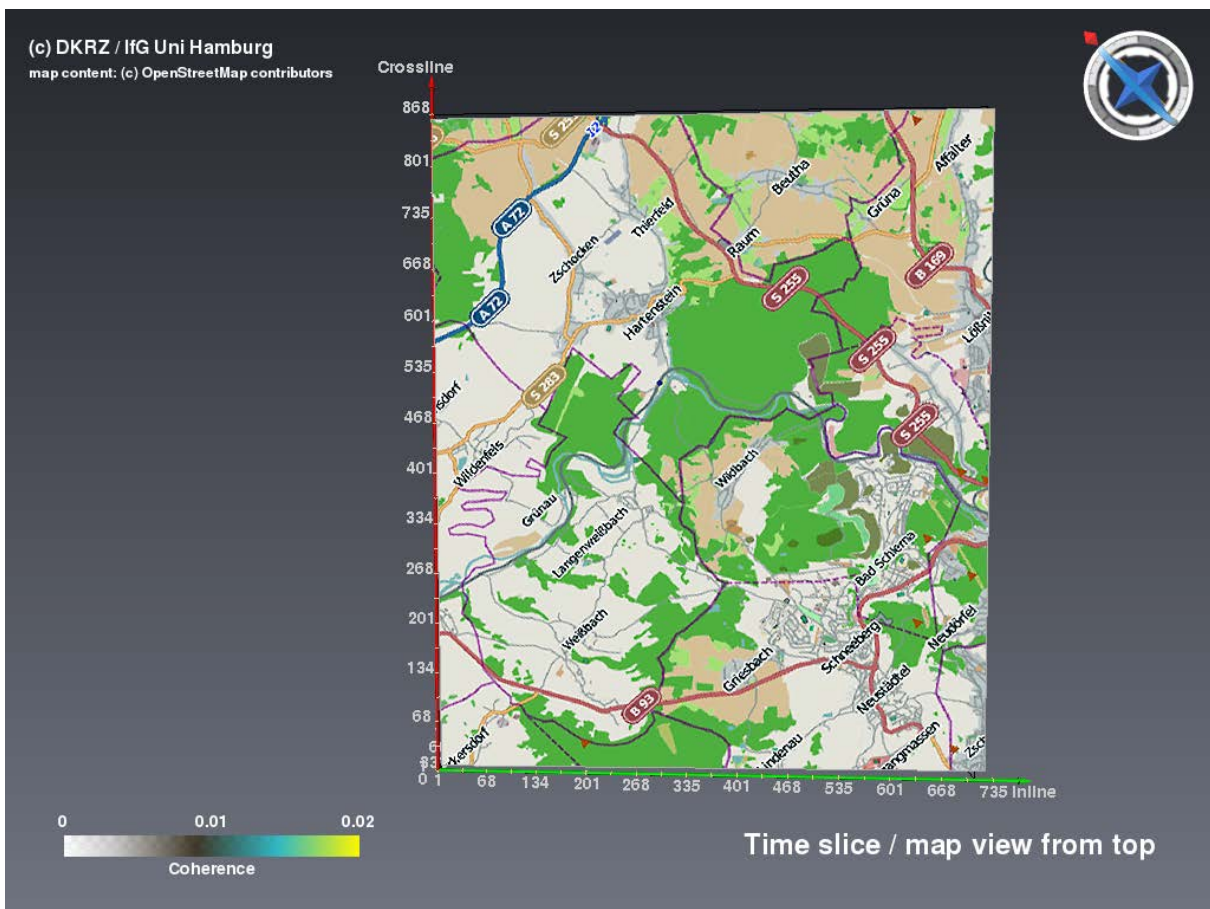 (c) DKRZ / IfG Uni Hamburg
map content: (c) OpenStreetMap contributors
Crossline
868
801
735
668
601
535
468
401
334
268
201
134
68
0
1
68
134
201
268
335
401
468
535
601
668
735
Inline
A 72
A 72
S 283
S 255
S 255
S 255
B 169
B 93
Affalter
Beutha
Grüna
Thierfeld
Raum
Zschocken
Hartenstein
Wildenfels
Wildbach
Grünau
Langenweißbach
Bad Schlema
Weißbach
Schneeberg
Neudörfel
Griesbach
Neustädtel
0
0.01
0.02
Coherence
Time slice / map view from top